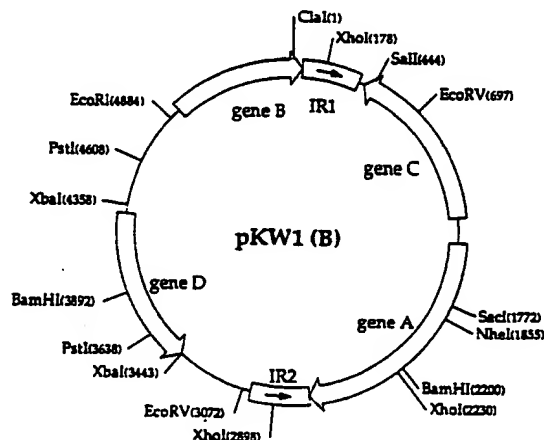 ClaI(1)
XhoI(178)
SalI(444)
EcoRV(697)
EcoRI(4884)
gene B
IR1
PstI(4608)
gene C
XbaI(4358)
pKW1 (B)
gene D
BamHI(3892)
SacI(1772)
gene A
NheI(1855)
PstI(3638)
XbaI(3443)
IR2
BamHI(2200)
EcoRV(3072)
XhoI(2230)
XhoI(2898)